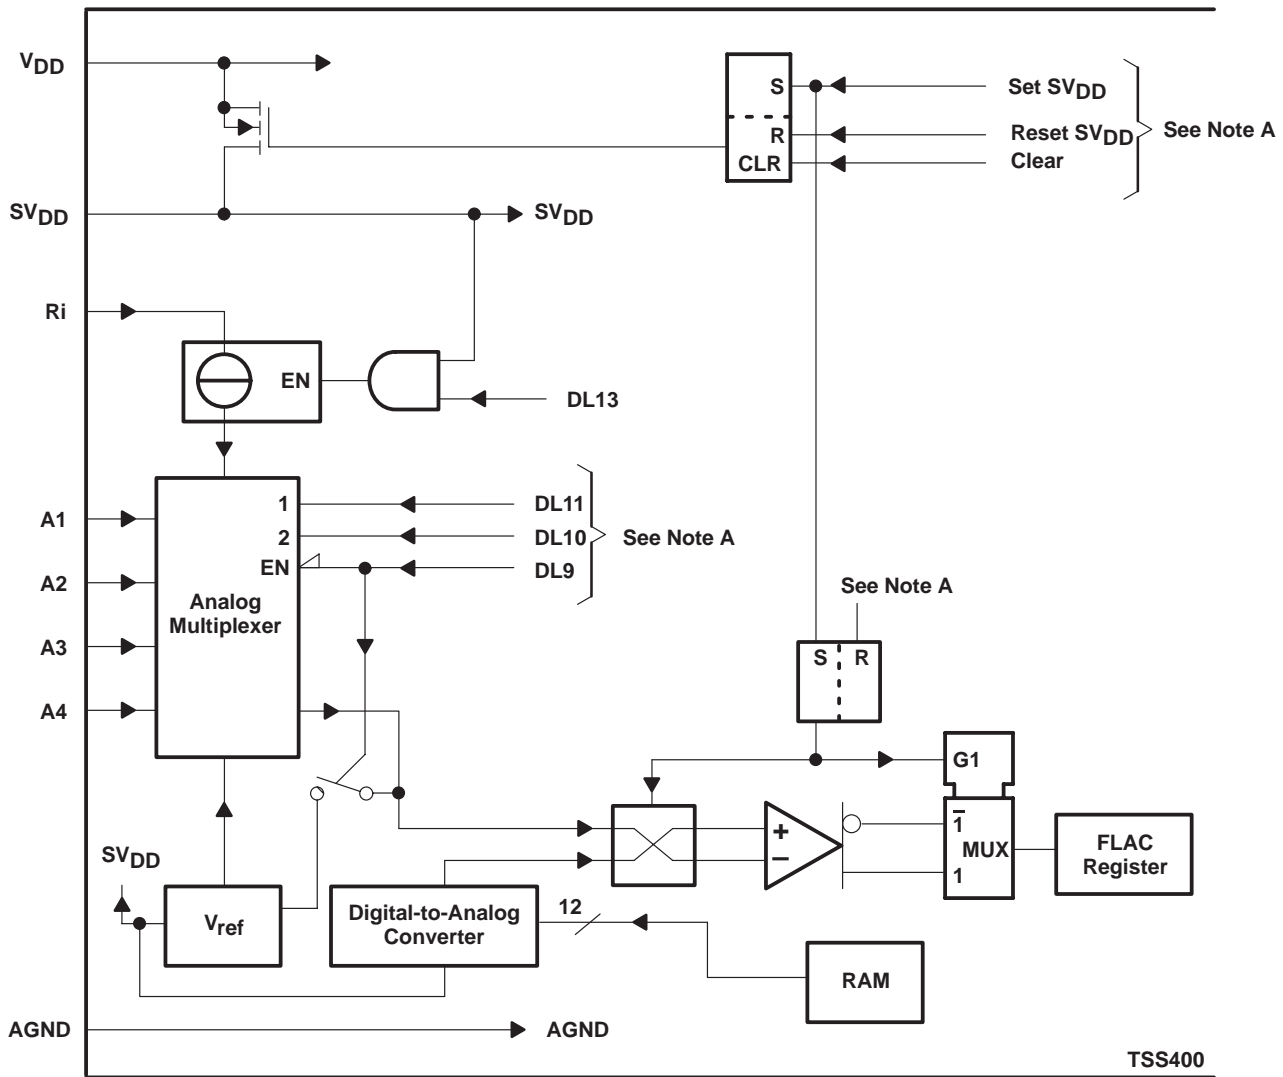 VDD
S
Set SVDD
R
Reset SVDD
See Note A
CLR
Clear
SVDD
SVDD
Ri
EN
DL13
1
DL11
A1
2
DL10
See Note A
EN
DL9
A2
Analog
Multiplexer
See Note A
A3
S
R
A4
G1
+
1
MUX
FLAC
Register
−
1
SVDD
Vref
Digital-to-Analog
Converter
12
RAM
AGND
AGND
TSS400